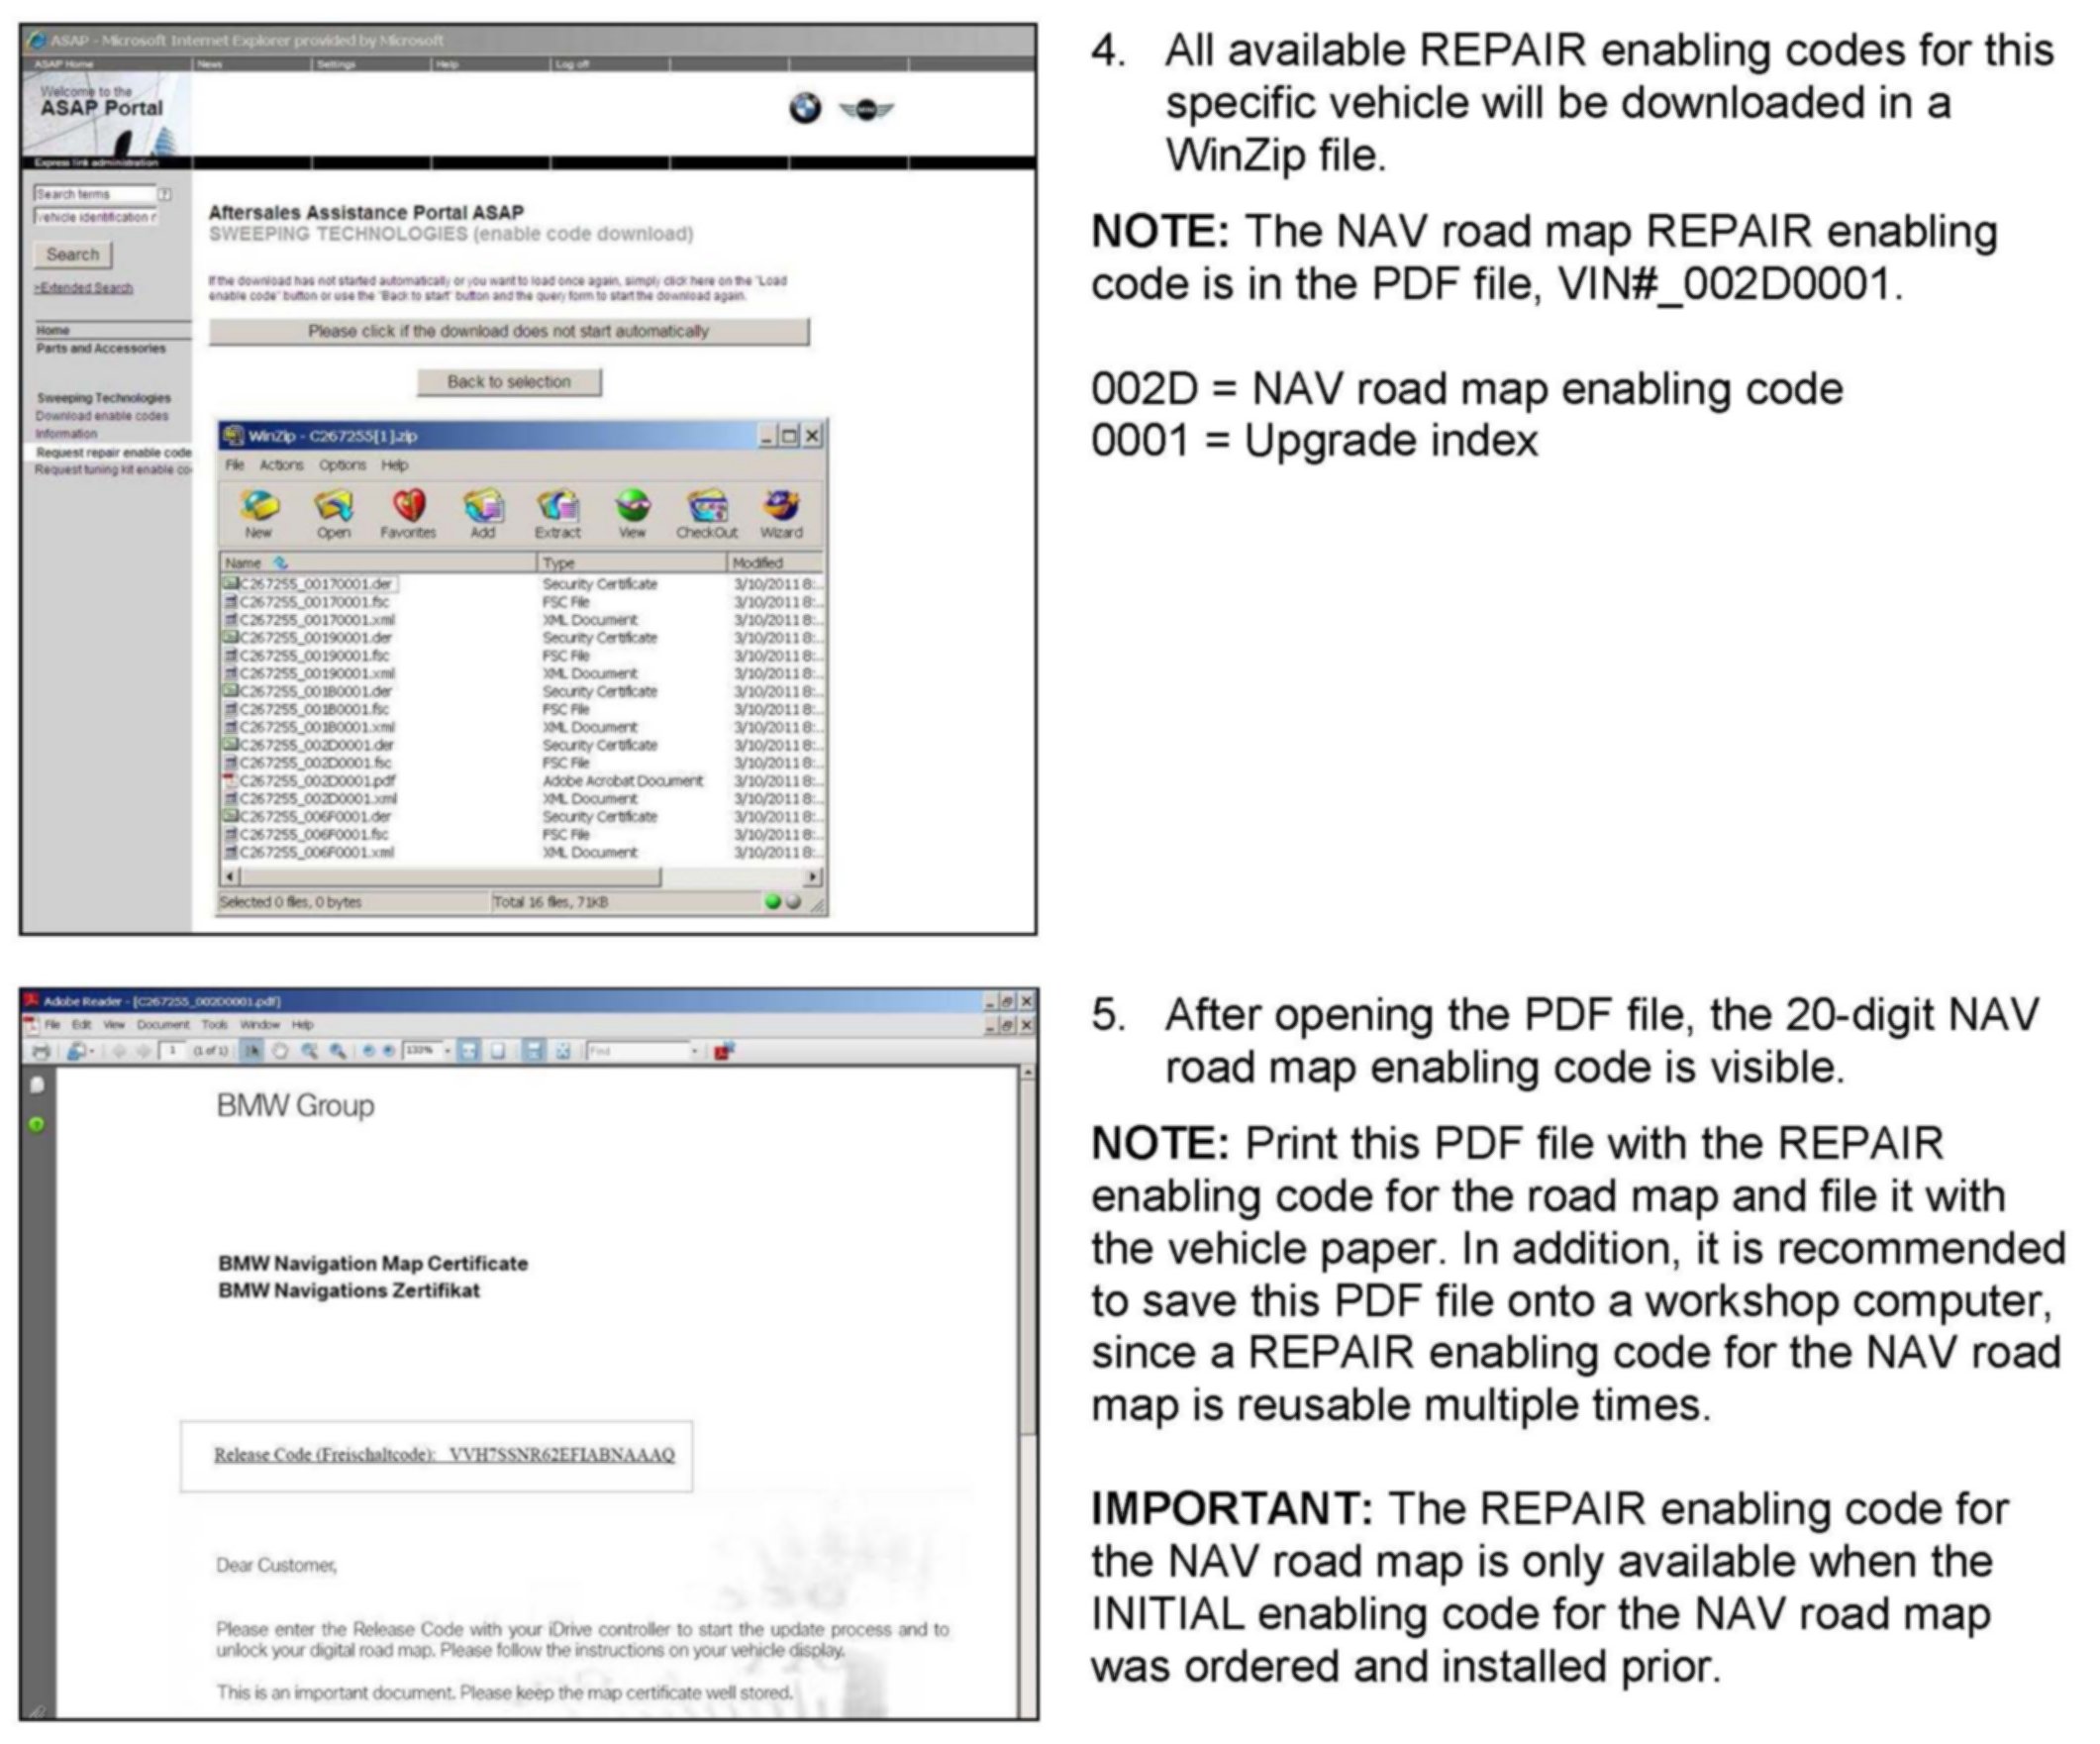 ASAP - Microsoft Internet Explorer provided by Microsoft
ASAP Home News Settings Help Log off
Welcome to the
ASAP Portal
Express link administration
Search terms ?
vehicle identification r
Search
>Extended Search
Home
Parts and Accessories
Sweeping Technologies
Download enable codes
Information
Request repair enable code
Request tuning kit enable co
Aftersales Assistance Portal ASAP
SWEEPING TECHNOLOGIES (enable code download)
If the download has not started automatically or you want to load once again, simply click here on the "Load
enable code" button or use the "Back to start" button and the query form to start the download again.
Please click if the download does not start automatically
Back to selection
WinZip - C267255[1].zip
File Actions Options Help
New Open Favorites Add Extract View CheckOut Wizard
Name Type Modified
C267255_00170001.der Security Certificate 3/10/2011 8:...
C267255_00170001.fsc FSC File 3/10/2011 8:...
C267255_00170001.xml XML Document 3/10/2011 8:...
C267255_00190001.der Security Certificate 3/10/2011 8:...
C267255_00190001.fsc FSC File 3/10/2011 8:...
C267255_00190001.xml XML Document 3/10/2011 8:...
C267255_001B0001.der Security Certificate 3/10/2011 8:...
C267255_001B0001.fsc FSC File 3/10/2011 8:...
C267255_001B0001.xml XML Document 3/10/2011 8:...
C267255_002D0001.der Security Certificate 3/10/2011 8:...
C267255_002D0001.fsc FSC File 3/10/2011 8:...
C267255_002D0001.pdf Adobe Acrobat Document 3/10/2011 8:...
C267255_002D0001.xml XML Document 3/10/2011 8:...
C267255_006F0001.der Security Certificate 3/10/2011 8:...
C267255_006F0001.fsc FSC File 3/10/2011 8:...
C267255_006F0001.xml XML Document 3/10/2011 8:...
Selected 0 files, 0 bytes Total 16 files, 71KB
4. All available REPAIR enabling codes for this
specific vehicle will be downloaded in a
WinZip file.
NOTE: The NAV road map REPAIR enabling
code is in the PDF file, VIN#_002D0001.
002D = NAV road map enabling code
0001 = Upgrade index
Adobe Reader - [C267255_002D0001.pdf]
File Edit View Document Tools Window Help
1 (1 of 1) 133% Find
BMW Group
BMW Navigation Map Certificate
BMW Navigations Zertifikat
Release Code (Freischaltcode): VVH7SSNR62EFIABNAAAQ
Dear Customer,
Please enter the Release Code with your iDrive controller to start the update process and to
unlock your digital road map. Please follow the instructions on your vehicle display.
This is an important document. Please keep the map certificate well stored.
5. After opening the PDF file, the 20-digit NAV
road map enabling code is visible.
NOTE: Print this PDF file with the REPAIR
enabling code for the road map and file it with
the vehicle paper. In addition, it is recommended
to save this PDF file onto a workshop computer,
since a REPAIR enabling code for the NAV road
map is reusable multiple times.
IMPORTANT: The REPAIR enabling code for
the NAV road map is only available when the
INITIAL enabling code for the NAV road map
was ordered and installed prior.